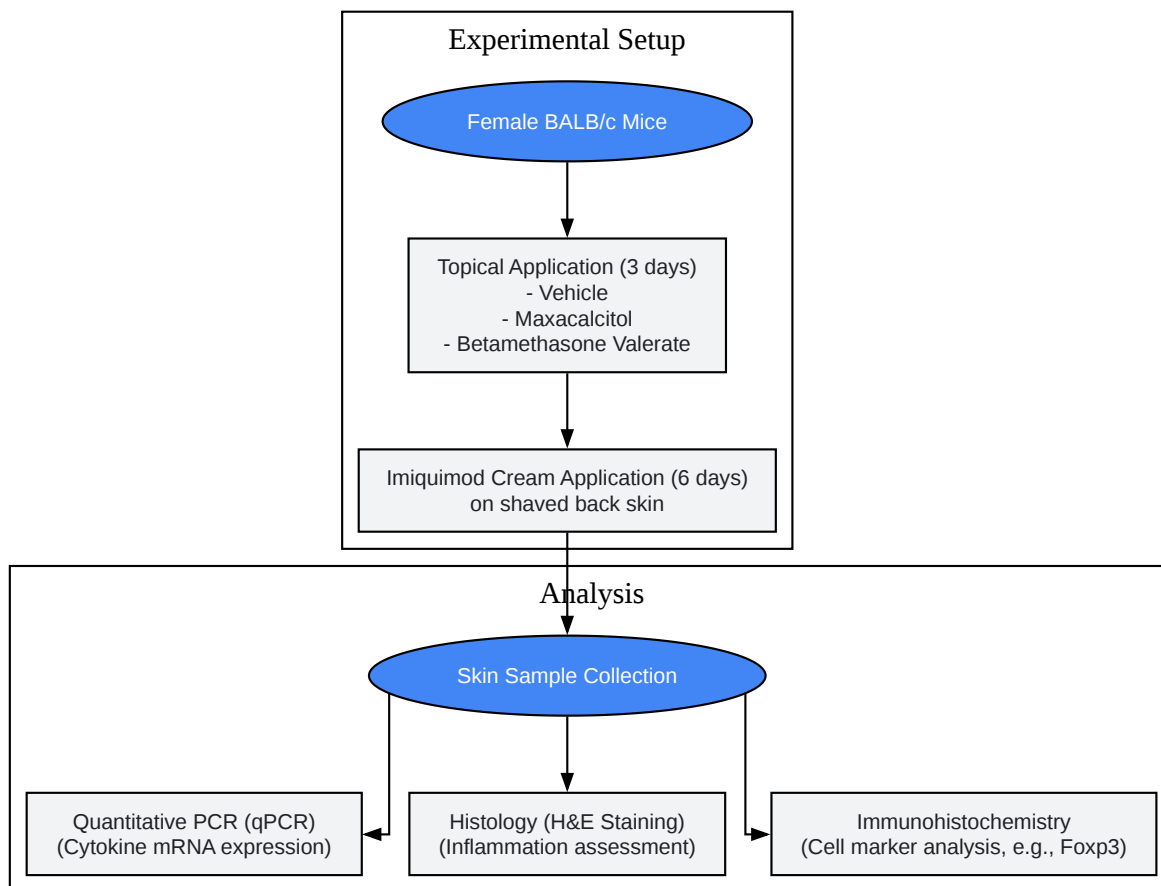 Experimental Setup
Female BALB/c Mice
Topical Application (3 days)
- Vehicle
- Maxacalcitol
- Betamethasone Valerate
Imiquimod Cream Application (6 days)
on shaved back skin
Analysis
Skin Sample Collection
Quantitative PCR (qPCR)
(Cytokine mRNA expression)
Histology (H&E Staining)
(Inflammation assessment)
Immunohistochemistry
(Cell marker analysis, e.g., Foxp3)